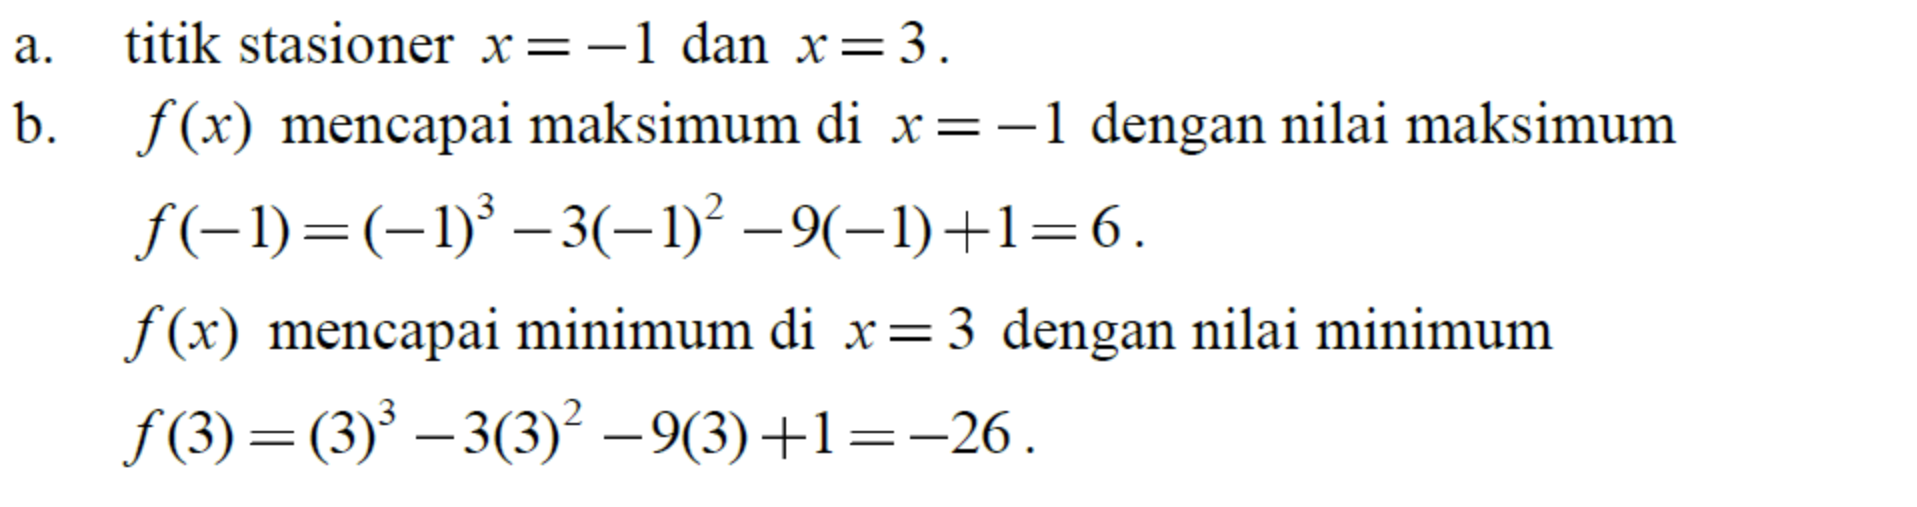 a. titik stasioner x = −1 dan x = 3.
b. f(x) mencapai maksimum di x = −1 dengan nilai maksimum
f(−1) = (−1)³ − 3(−1)² − 9(−1) + 1 = 6.
f(x) mencapai minimum di x = 3 dengan nilai minimum
f(3) = (3)³ − 3(3)² − 9(3) + 1 = −26.